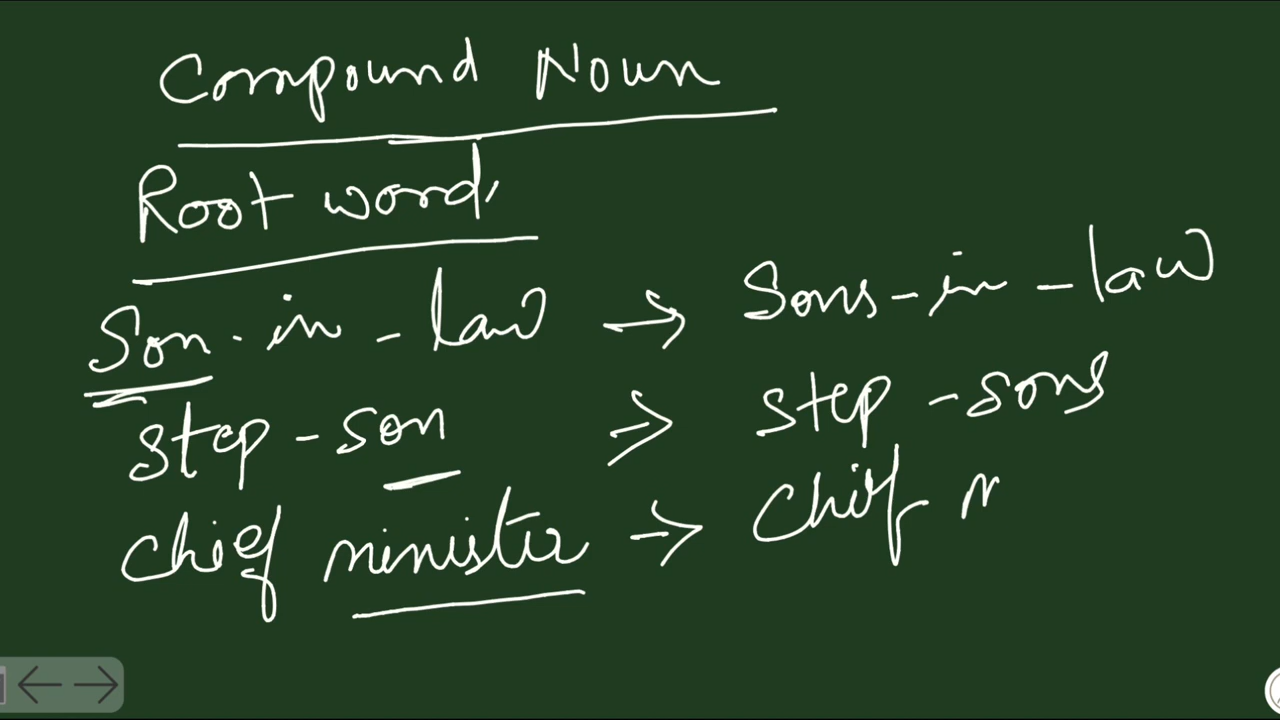 Compound Noun
Root word,
Son-in-law → Sons-in-law
step-son → step-sons
chief minister → Chief m